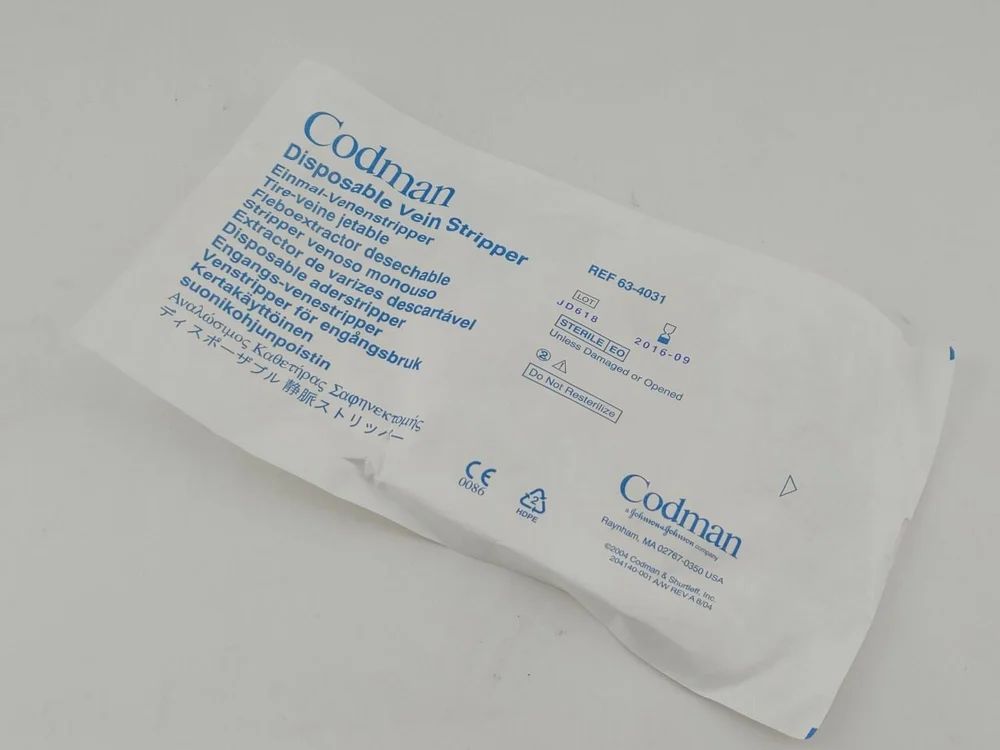 Codman
Disposable Vein Stripper
Einmal-Venenstripper
Tire-veine jetable
Fleboextractor desechable
Stripper venoso monouso
Extractor de varizes descartável
Disposable aderstripper
Engangs-venestripper
Venstripper för engångsbruk
Kertakäyttöinen
suonikohjunpoistin
Αναλώσιμος Καθετήρας Σαφηνεκτομής
ディスポーザブル 静脈ストリッパー
REF 63-4031
LOT
JD618
2016-09
STERILE EO
Unless Damaged or Opened
2
Do Not Resterilize
CE
0086
2
HDPE
Codman
a Johnson & Johnson company
Raynham, MA 02767-0350 USA
©2004 Codman & Shurtleff, Inc.
204140-001 A/W REV A 8/04